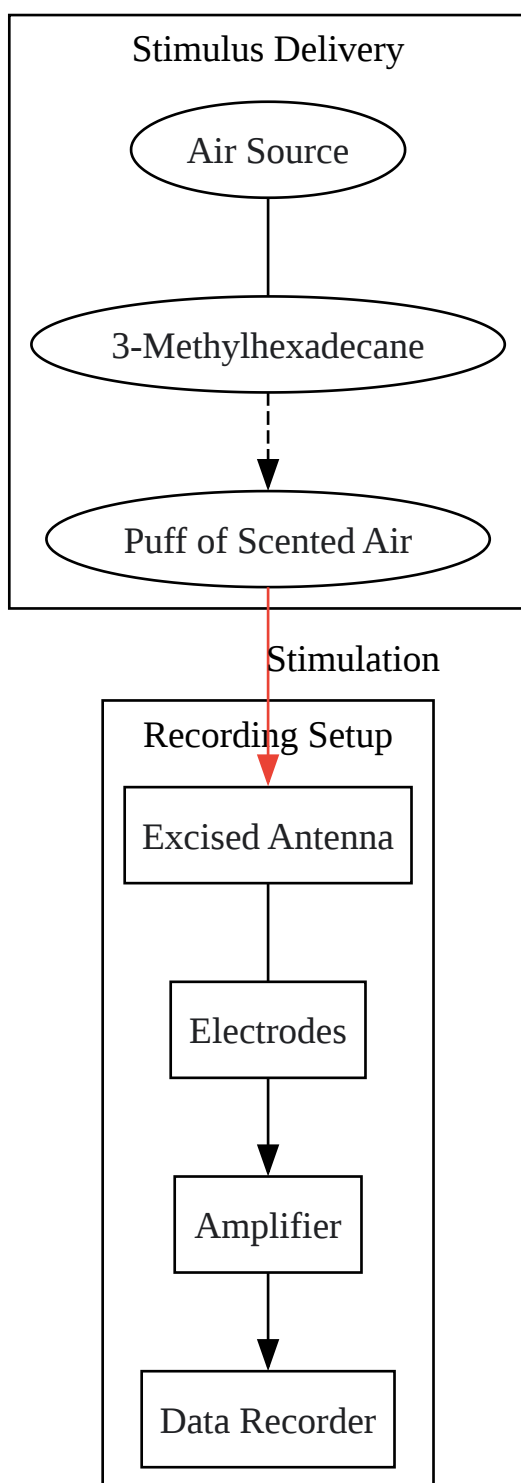 Stimulus Delivery
Air Source
3-Methylhexadecane
Puff of Scented Air
Stimulation
Recording Setup
Excised Antenna
Electrodes
Amplifier
Data Recorder